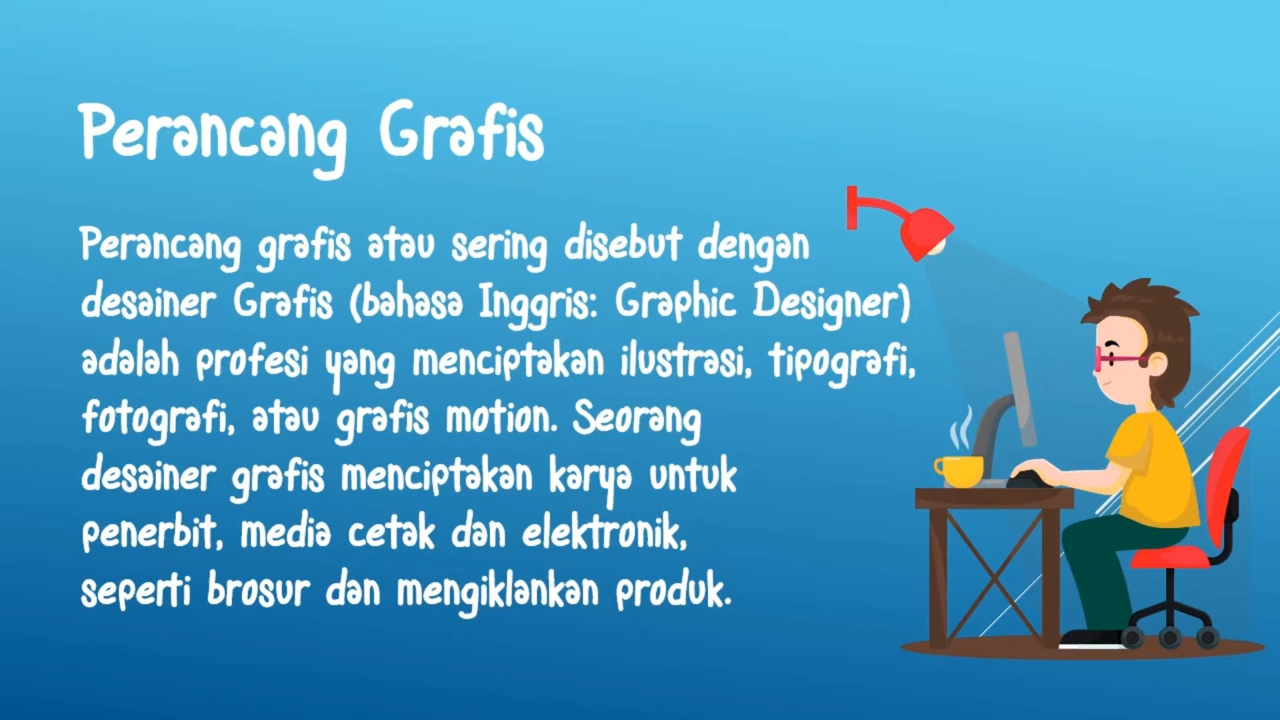 Perancang Grafis
Perancang grafis atau sering disebut dengan
desainer Grafis (bahasa Inggris: Graphic Designer)
adalah profesi yang menciptakan ilustrasi, tipografi,
fotografi, atau grafis motion. Seorang
desainer grafis menciptakan karya untuk
penerbit, media cetak dan elektronik,
seperti brosur dan mengiklankan produk.